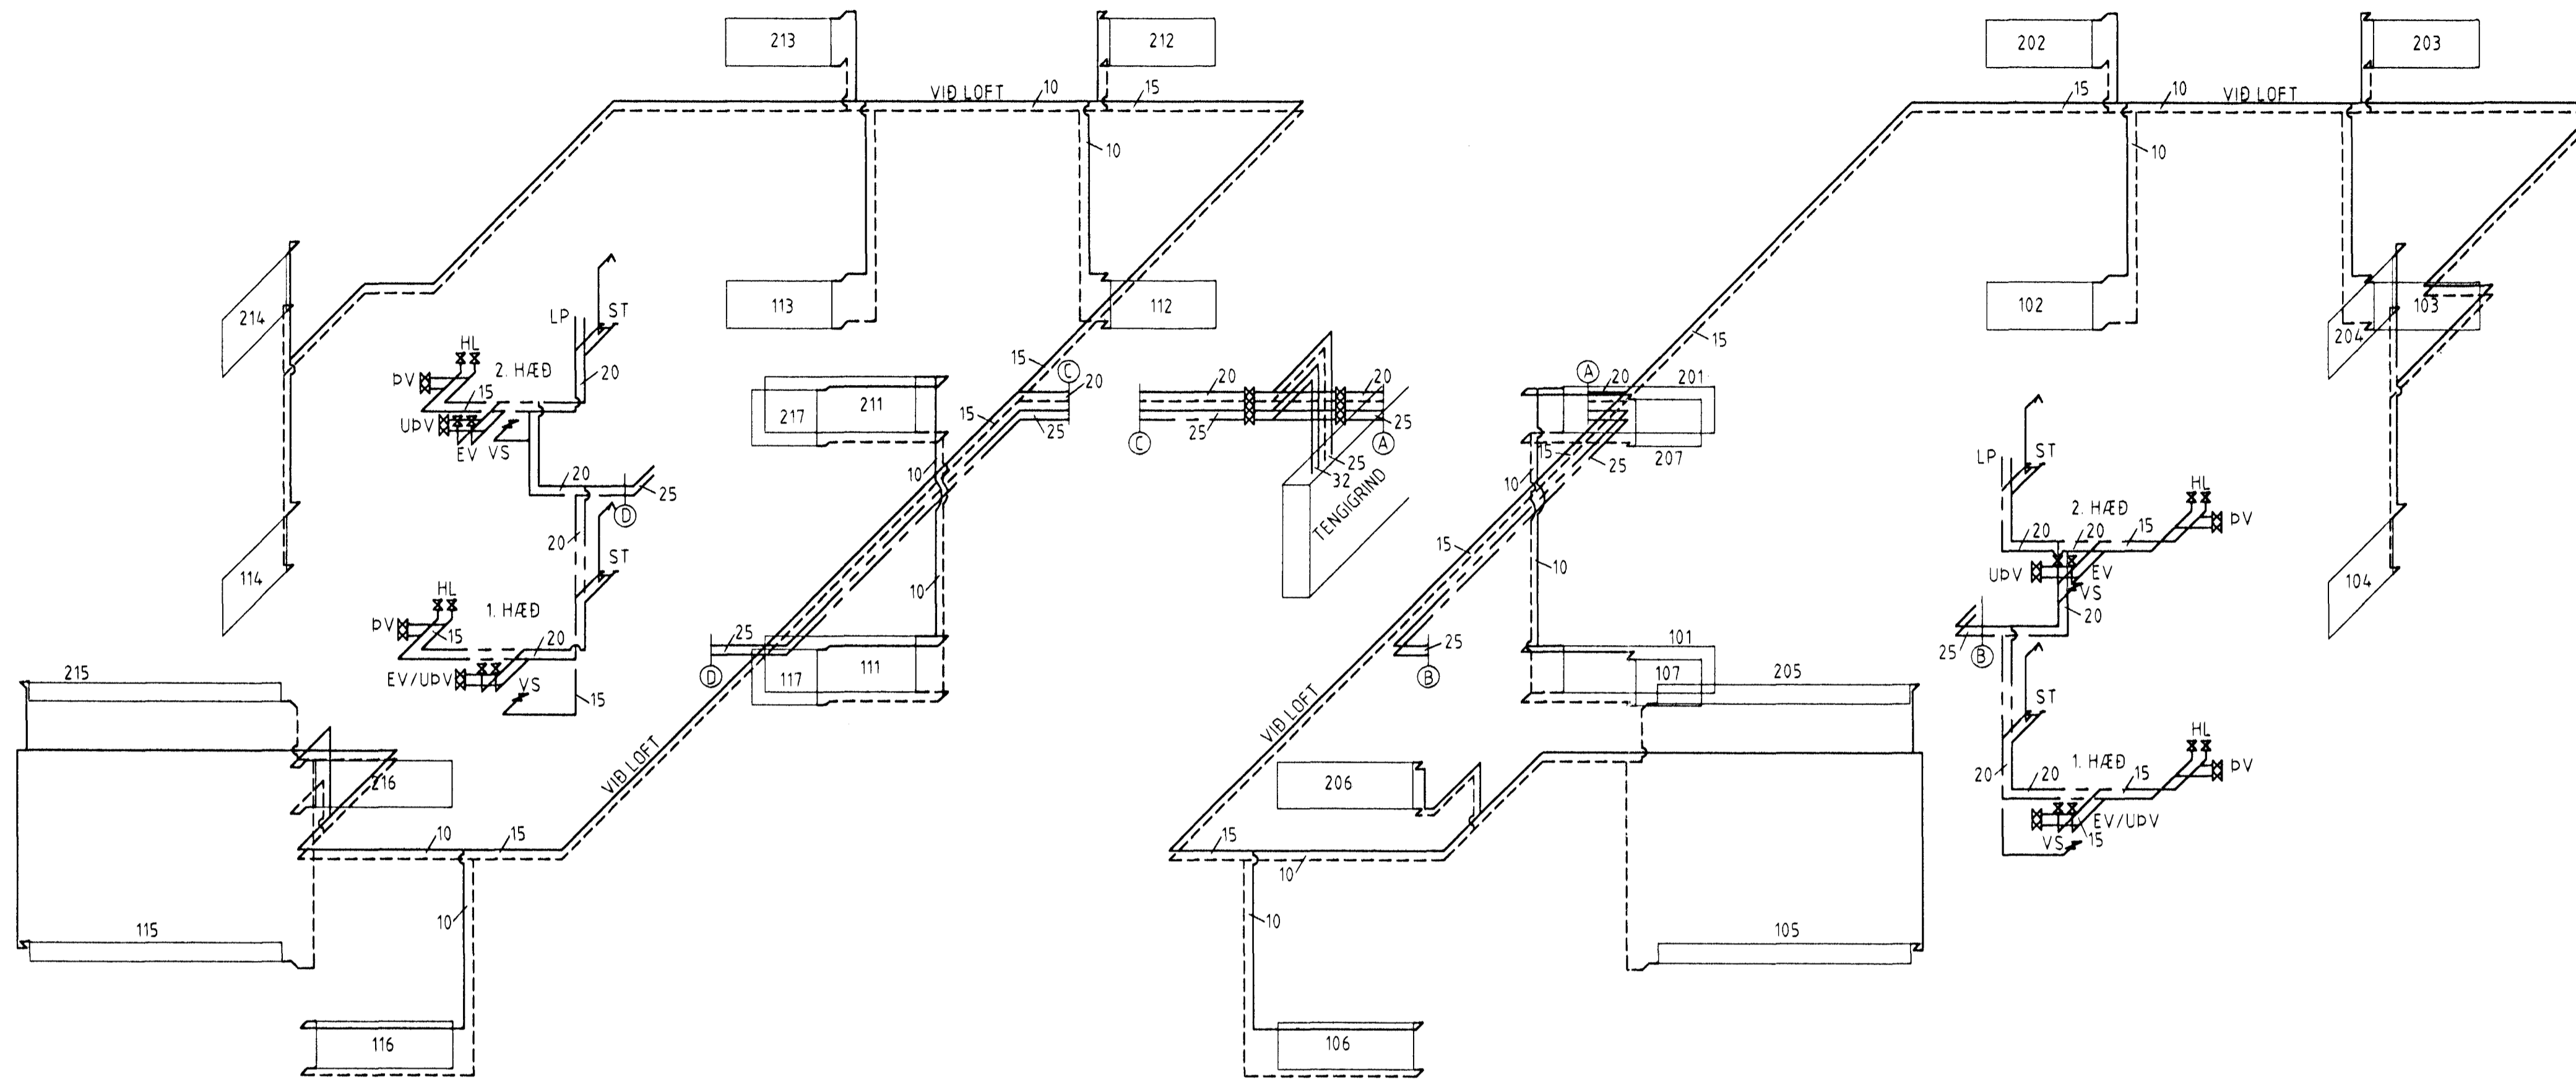 213
212
202
203
VIÐ LOFT
10
15
15
10
VIÐ LOFT
10
10
214
113
112
102
103
204
LP
ST
HL
2. HÆÐ
ÞV
15
20
UÞV
EV
VS
20
25
D
20
ST
HL
1. HÆÐ
ÞV
15
20
EV/UÞV
VS
15
114
217
211
15
C
20
15
25
10
10
25
D
117
111
20
20
25
25
C
A
25
32
TENGIGRIND
15
A
20
201
207
15
25
10
15
10
25
B
101
107
205
LP
ST
HL
2. HÆÐ
20
20
15
ÞV
UÞV
EV
VS
20
25
B
ST
20
HL
1. HÆÐ
20
15
ÞV
EV/UÞV
VS
15
104
215
216
VIÐ LOFT
10
15
10
115
116
VIÐ LOFT
206
15
10
10
106
105